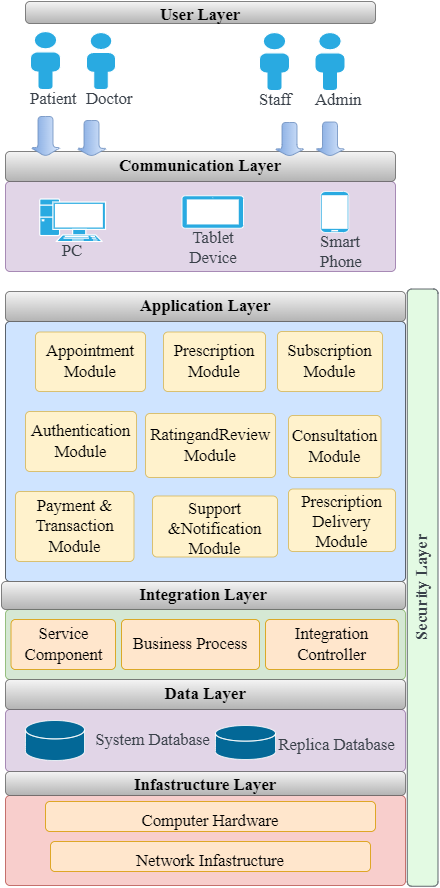 User Layer
Patient
Doctor
Staff
Admin
Communication Layer
PC
Tablet
Device
Smart
Phone
Application Layer
Appointment
Module
Prescription
Module
Subscription
Module
Authentication
Module
RatingandReview
Module
Consultation
Module
Payment &
Transaction
Module
Support
&Notification
Module
Prescription
Delivery
Module
Integration Layer
Service
Component
Business Process
Integration
Controller
Data Layer
System Database
Replica Database
Infastructure Layer
Computer Hardware
Network Infastructure
Security Layer